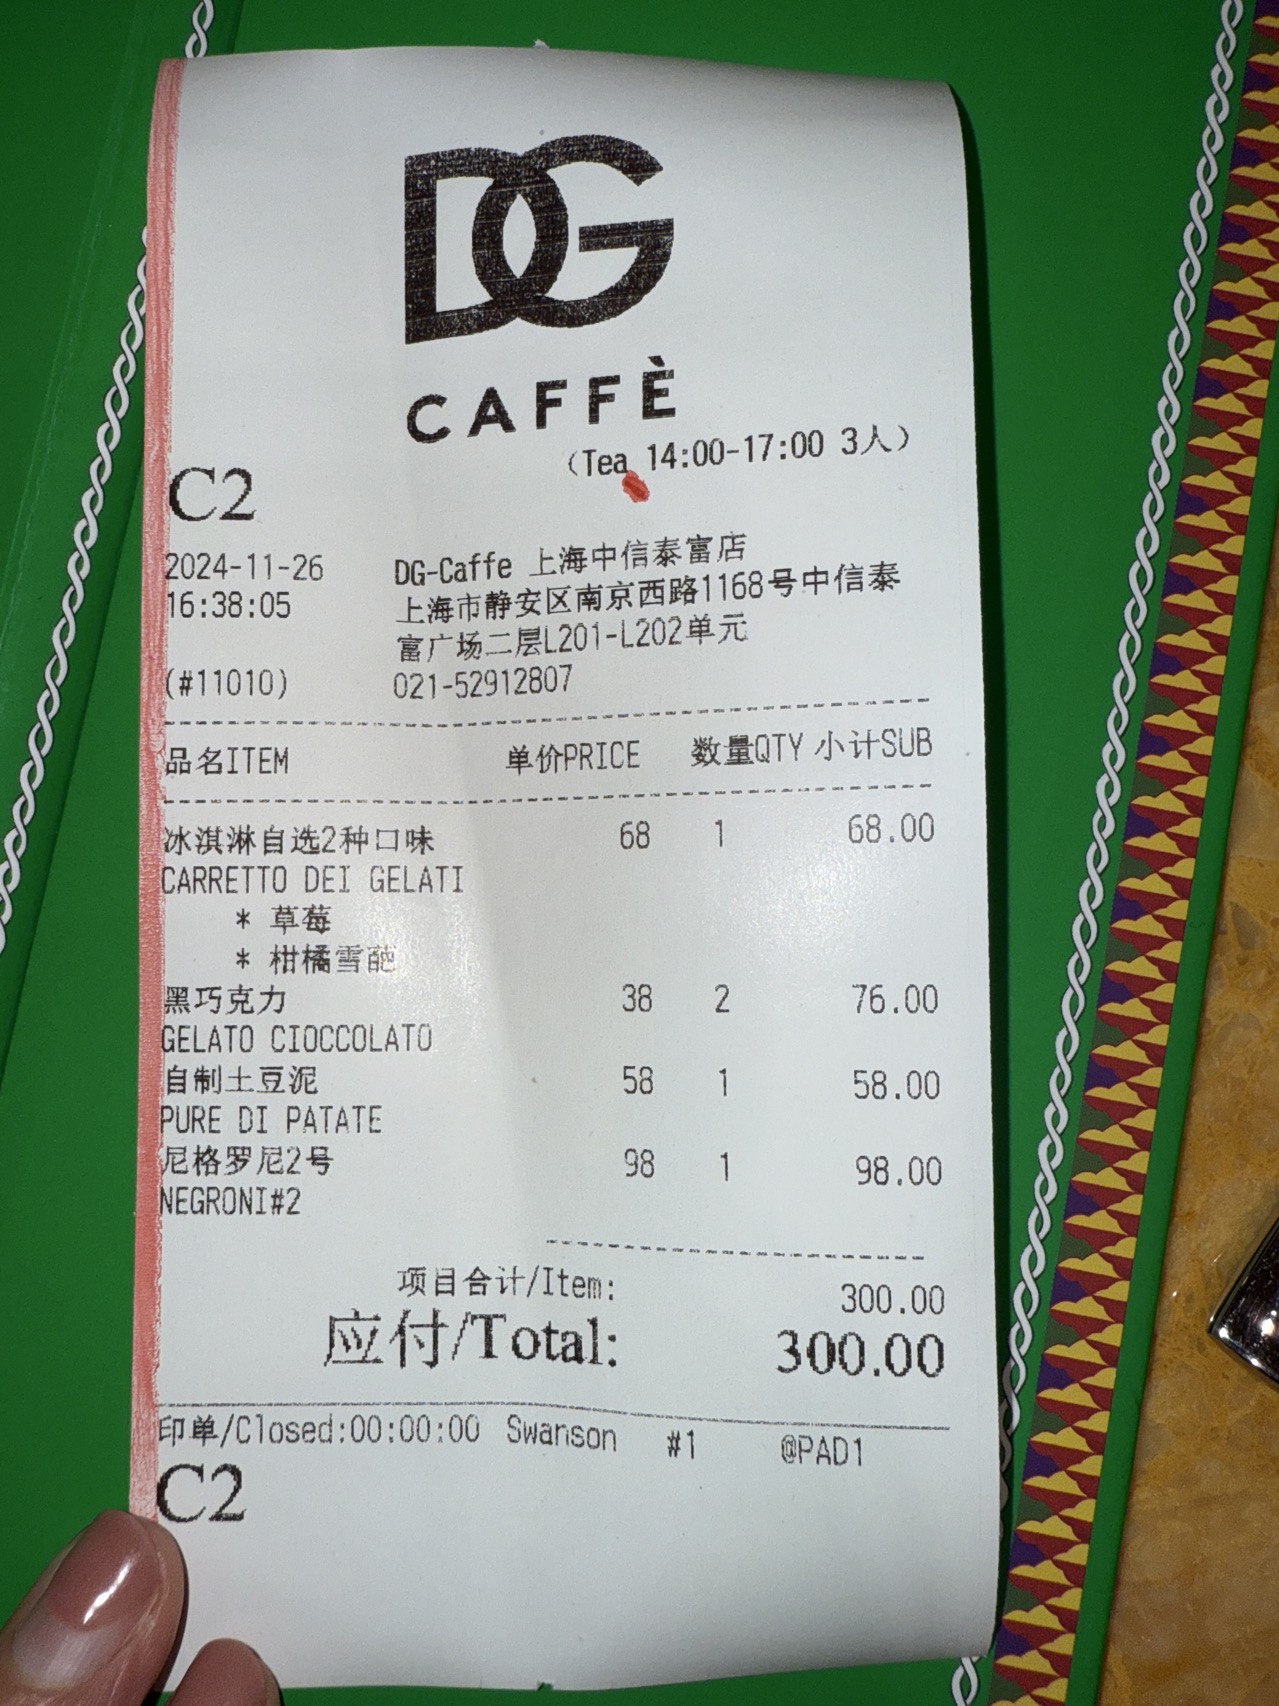 DG
CAFFÈ
(Tea 14:00-17:00 3人)
C2
2024-11-26 DG-Caffe 上海中信泰富店
16:38:05 上海市静安区南京西路1168号中信泰
富广场二层L201-L202单元
(#11010) 021-52912807
品名ITEM 单价PRICE 数量QTY 小计SUB
冰淇淋自选2种口味 68 1 68.00
CARRETTO DEI GELATI
* 草莓
* 柑橘雪葩
黑巧克力 38 2 76.00
GELATO CIOCCOLATO
自制土豆泥 58 1 58.00
PURE DI PATATE
尼格罗尼2号 98 1 98.00
NEGRONI#2
项目合计/Item: 300.00
应付/Total: 300.00
印单/Closed:00:00:00 Swanson #1 @PAD1
C2